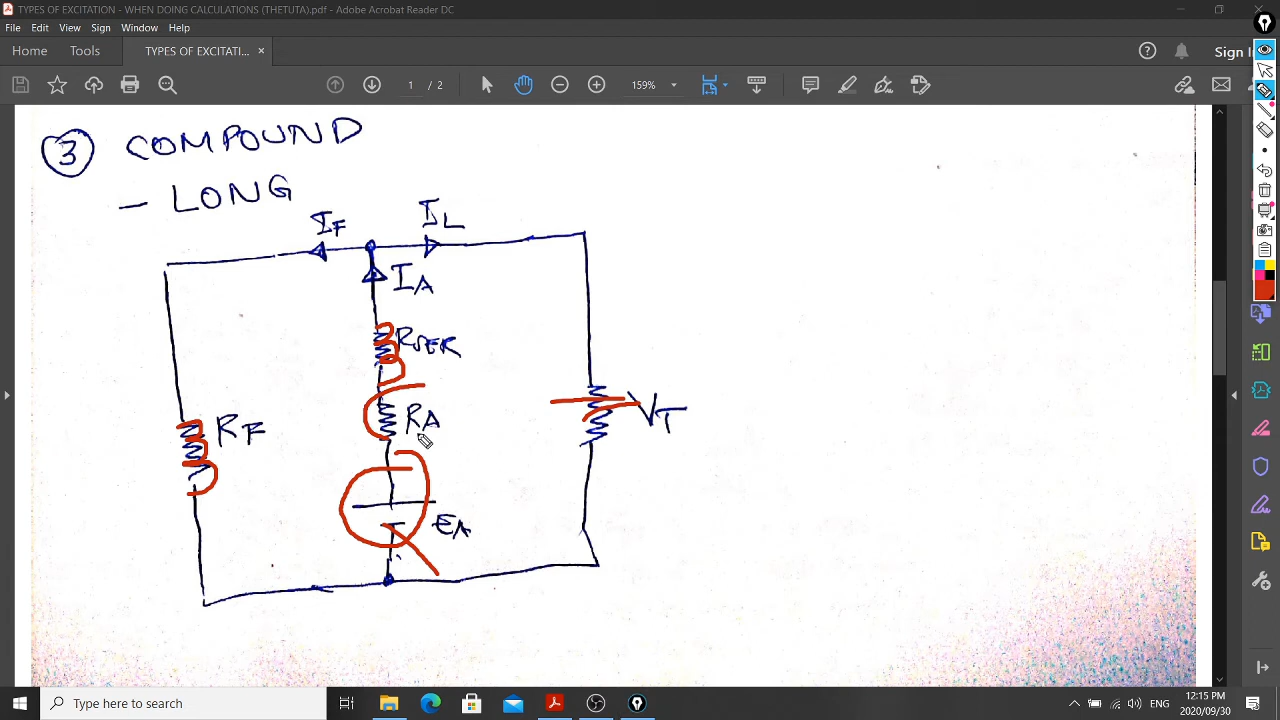 TYPES OF EXCITATION - WHEN DOING CALCULATIONS (THETUTA).pdf - Adobe Acrobat Reader DC
File Edit View Sign Window Help
Home Tools TYPES OF EXCITATI... ×
Sign
1 / 2
159%
3 COMPOUND
- LONG
IF IL
IA
RSER
RF
RA
VT
EA
Type here to search
ENG
12:15 PM
2020/09/30